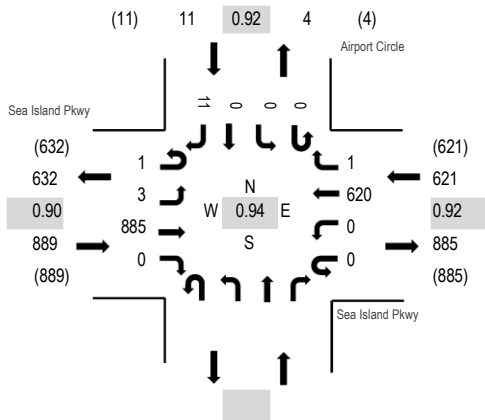 (11) 11 0.92 4 (4)
Airport Circle
11 0 0 0
Sea Island Pkwy
(632)
632
0.90
889
(889)
1
3
885
0
N
W 0.94 E
S
1
620
0
0
(621)
621
0.92
885
(885)
Sea Island Pkwy